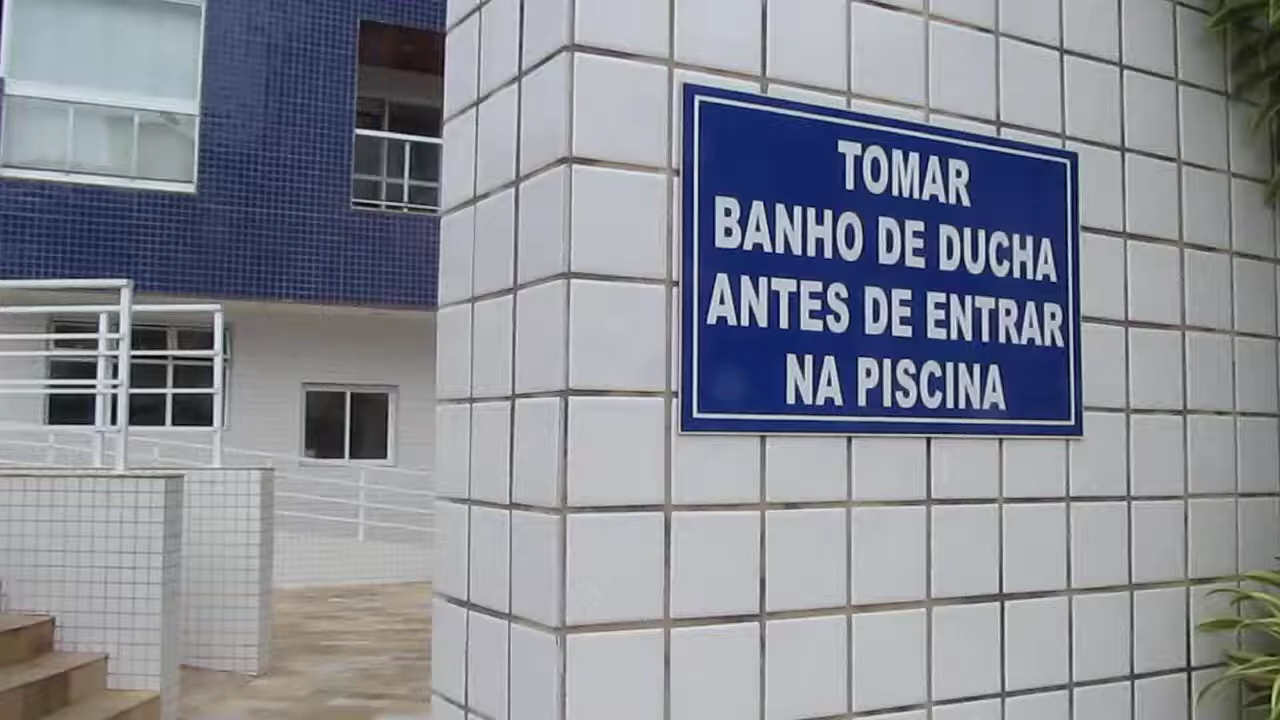 TOMAR
BANHO DE DUCHA
ANTES DE ENTRAR
NA PISCINA